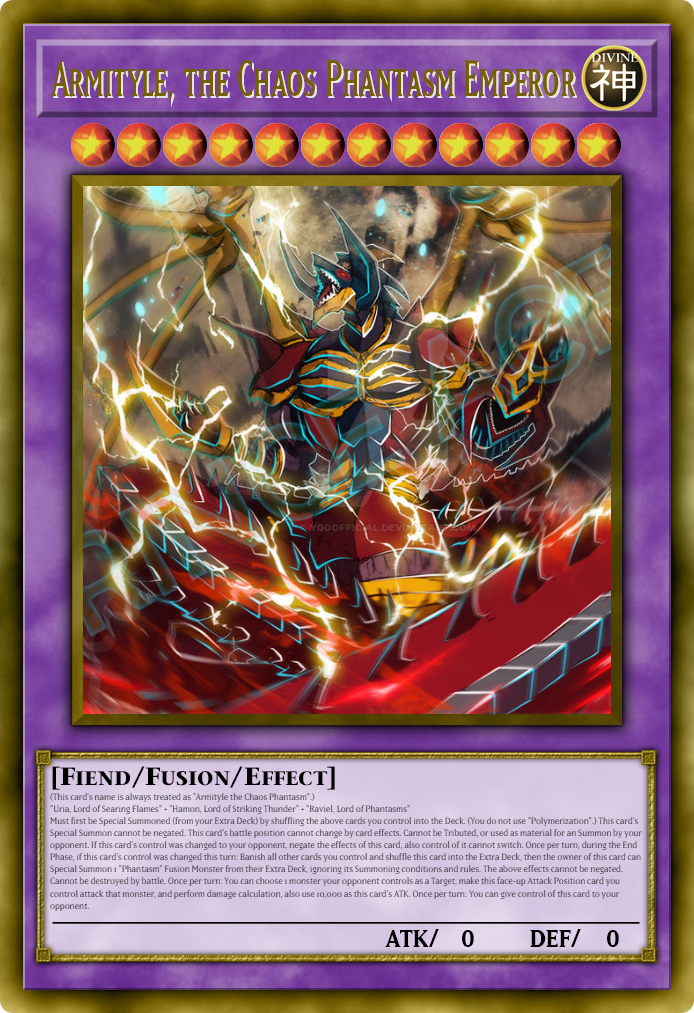 Armityle, the Chaos Phantasm Emperor
DIVINE
神
YOOOFFICIAL.DEVIANTART.COM
[Fiend/Fusion/Effect]
(This card's name is always treated as "Armityle the Chaos Phantasm".)
"Uria, Lord of Searing Flames" + "Hamon, Lord of Striking Thunder" + "Raviel, Lord of Phantasms"
Must first be Special Summoned (from your Extra Deck) by shuffling the above cards you control into the Deck. (You do not use "Polymerization".) This card's
Special Summon cannot be negated. This card's battle position cannot change by card effects. Cannot be Tributed, or used as material for an Summon by your
opponent. If this card's control was changed to your opponent, negate the effects of this card, also control of it cannot switch. Once per turn, during the End
Phase, if this card's control was changed this turn: Banish all other cards you control and shuffle this card into the Extra Deck, then the owner of this card can
Special Summon 1 "Phantasm" Fusion Monster from their Extra Deck, ignoring its Summoning conditions and rules. The above effects cannot be negated.
Cannot be destroyed by battle. Once per turn: You can choose 1 monster your opponent controls as a Target; make this face-up Attack Position card you
control attack that monster, and perform damage calculation, also use 10,000 as this card's ATK. Once per turn: You can give control of this card to your
opponent.
ATK/ 0 DEF/ 0